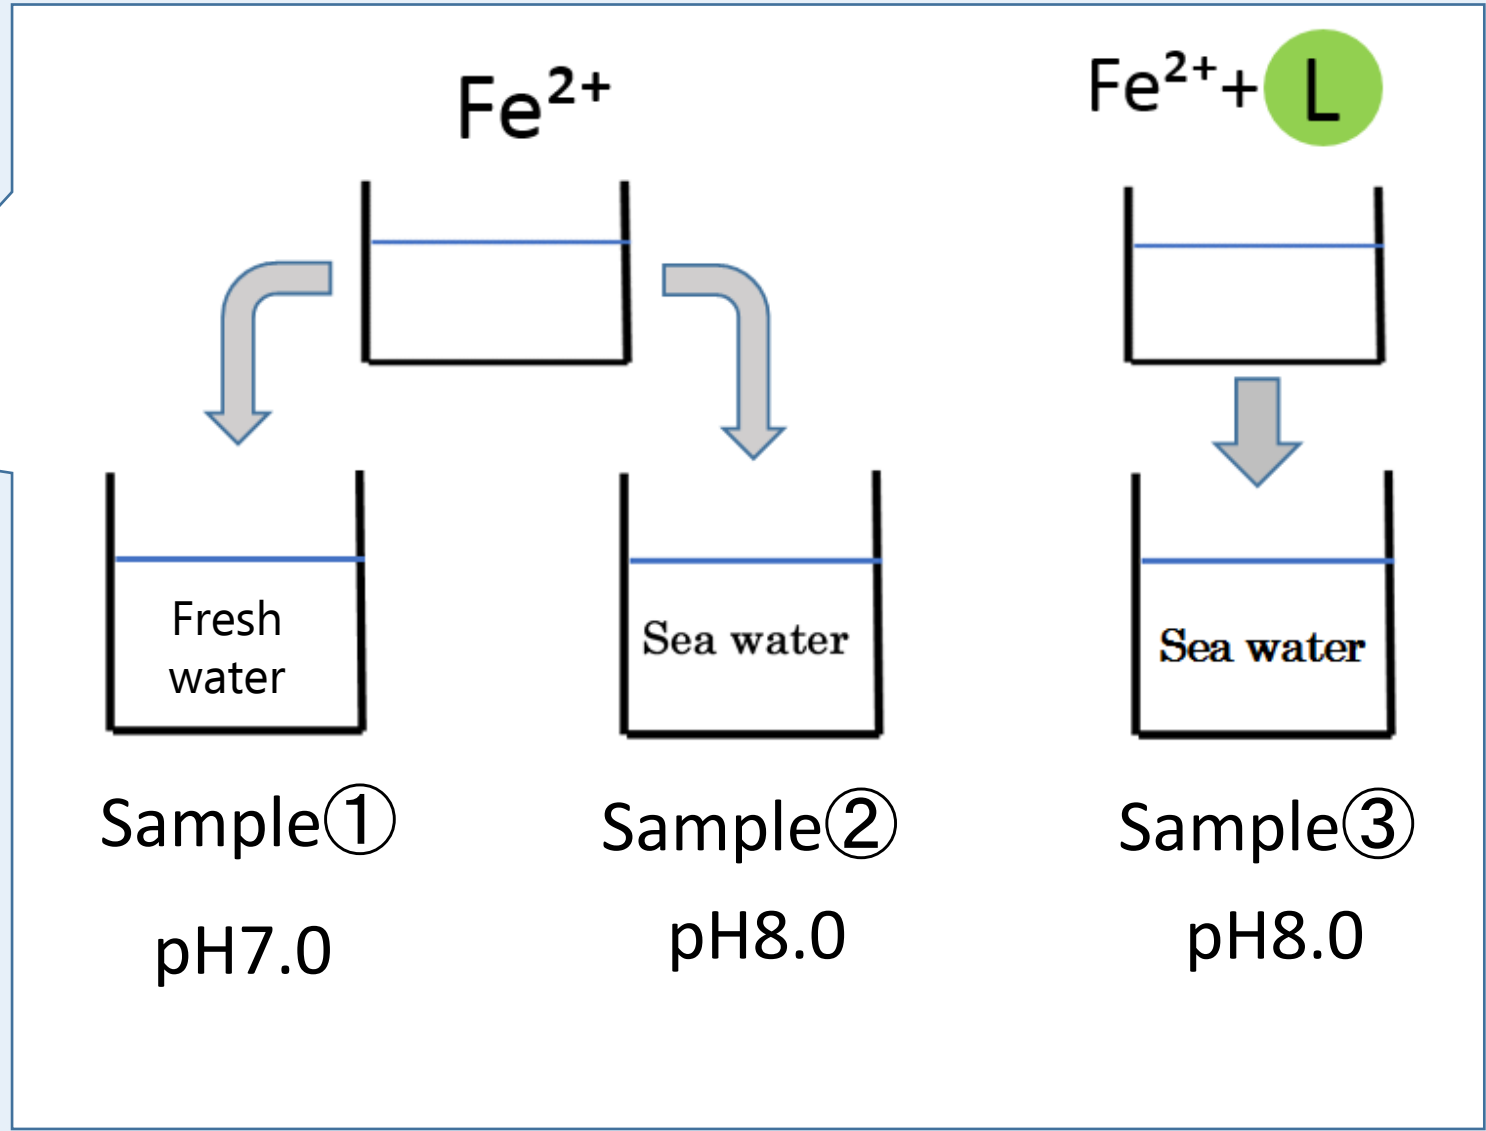 Fe²⁺
Fe²⁺+ L
Fresh
water
Sea water
Sea water
Sample①
Sample②
Sample③
pH7.0
pH8.0
pH8.0